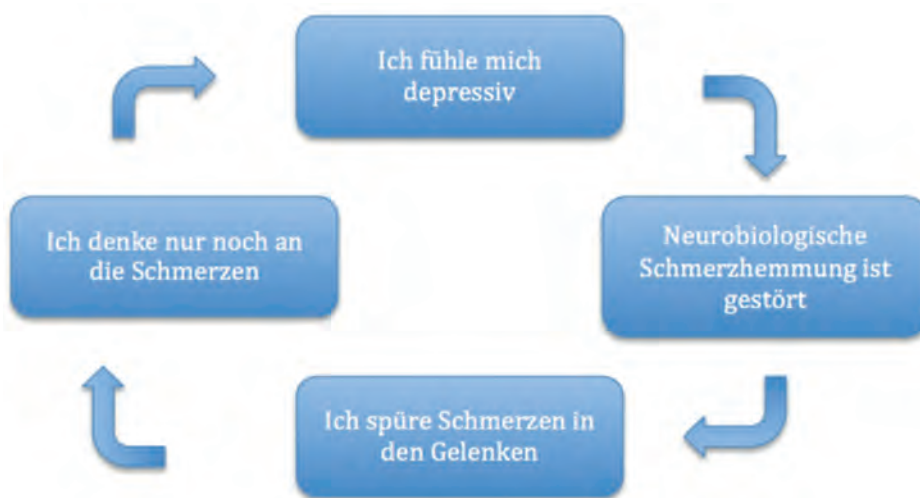 Ich fühle mich
depressiv
Neurobiologische
Schmerzhemmung ist
gestört
Ich spüre Schmerzen in
den Gelenken
Ich denke nur noch an
die Schmerzen